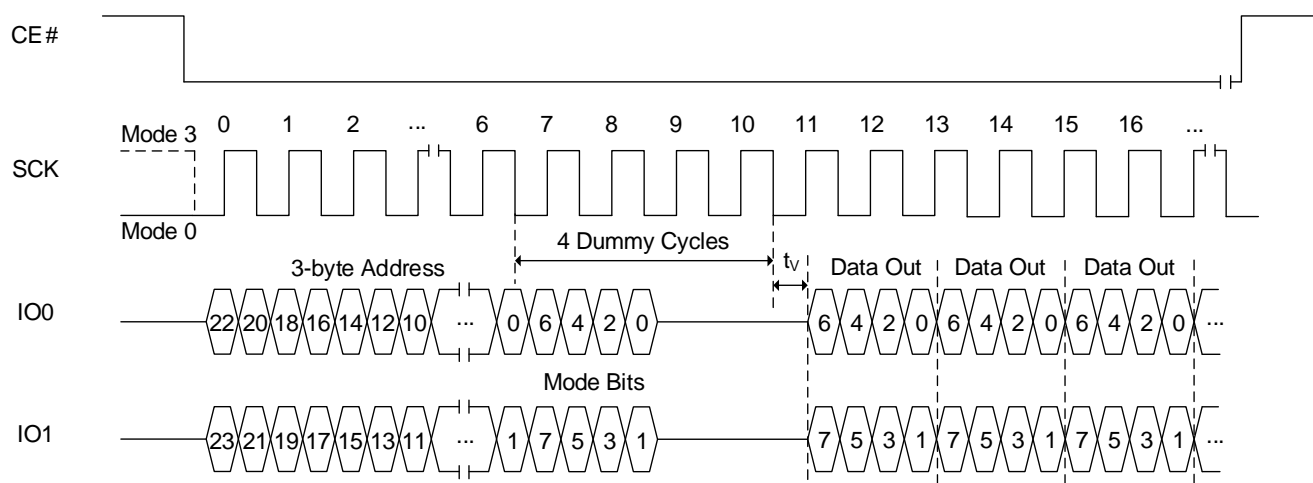 CE#
Mode 3 0 1 2 ... 6 7 8 9 10 11 12 13 14 15 16 ...
SCK
Mode 0
4 Dummy Cycles
3-byte Address tV Data Out Data Out Data Out
IO0 22 20 18 16 14 12 10 ... 0 6 4 2 0 6 4 2 0 6 4 2 0 6 4 2 0 ...
Mode Bits
IO1 23 21 19 17 15 13 11 ... 1 7 5 3 1 7 5 3 1 7 5 3 1 7 5 3 1 ...